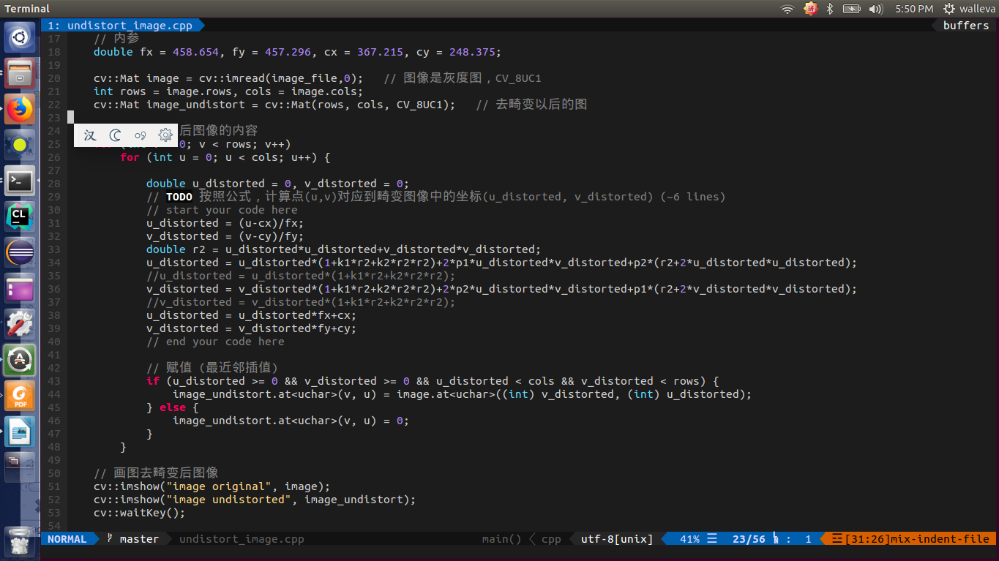 Terminal
拼
5:50 PM
walleva
1: undistort_image.cpp
buffers
17 // 内参
18 double fx = 458.654, fy = 457.296, cx = 367.215, cy = 248.375;
19
20 cv::Mat image = cv::imread(image_file,0); // 图像是灰度图，CV_8UC1
21 int rows = image.rows, cols = image.cols;
22 cv::Mat image_undistort = cv::Mat(rows, cols, CV_8UC1); // 去畸变以后的图
23
汉
24 后图像的内容
25 0; v < rows; v++)
26 for (int u = 0; u < cols; u++) {
27
28 double u_distorted = 0, v_distorted = 0;
29 // TODO 按照公式，计算点(u,v)对应到畸变图像中的坐标(u_distorted, v_distorted) (~6 lines)
30 // start your code here
31 u_distorted = (u-cx)/fx;
32 v_distorted = (v-cy)/fy;
33 double r2 = u_distorted*u_distorted+v_distorted*v_distorted;
34 u_distorted = u_distorted*(1+k1*r2+k2*r2*r2)+2*p1*u_distorted*v_distorted+p2*(r2+2*u_distorted*u_distorted);
35 //u_distorted = u_distorted*(1+k1*r2+k2*r2*r2);
36 v_distorted = v_distorted*(1+k1*r2+k2*r2*r2)+2*p2*u_distorted*v_distorted+p1*(r2+2*v_distorted*v_distorted);
37 //v_distorted = v_distorted*(1+k1*r2+k2*r2*r2);
38 u_distorted = u_distorted*fx+cx;
39 v_distorted = v_distorted*fy+cy;
40 // end your code here
41
42 // 赋值 (最近邻插值)
43 if (u_distorted >= 0 && v_distorted >= 0 && u_distorted < cols && v_distorted < rows) {
44 image_undistort.at<uchar>(v, u) = image.at<uchar>((int) v_distorted, (int) u_distorted);
45 } else {
46 image_undistort.at<uchar>(v, u) = 0;
47 }
48 }
49
50 // 画图去畸变后图像
51 cv::imshow("image original", image);
52 cv::imshow("image undistorted", image_undistort);
53 cv::waitKey();
54
CL
PDF
NORMAL master undistort_image.cpp main() cpp utf-8[unix] 41% 23/56 : 1 [31:26]mix-indent-file